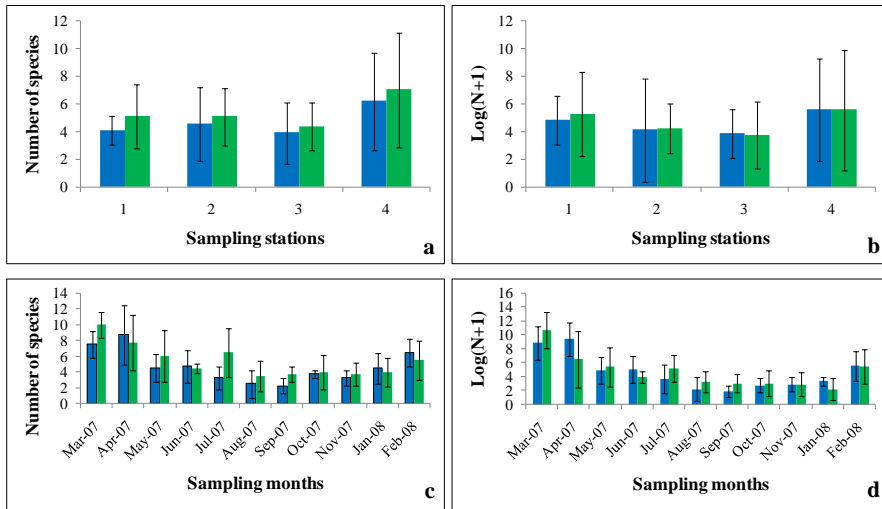 Number of species
12
10
8
6
4
2
0
1 2 3 4
Sampling stations
a
Log(N+1)
12
10
8
6
4
2
0
1 2 3 4
Sampling stations
b
Number of species
14
12
10
8
6
4
2
0
Mar-07 Apr-07 May-07 Jun-07 Jul-07 Aug-07 Sep-07 Oct-07 Nov-07 Jan-08 Feb-08
Sampling months
c
Log(N+1)
16
14
12
10
8
6
4
2
0
Mar-07 Apr-07 May-07 Jun-07 Jul-07 Aug-07 Sep-07 Oct-07 Nov-07 Jan-08 Feb-08
Sampling months
d